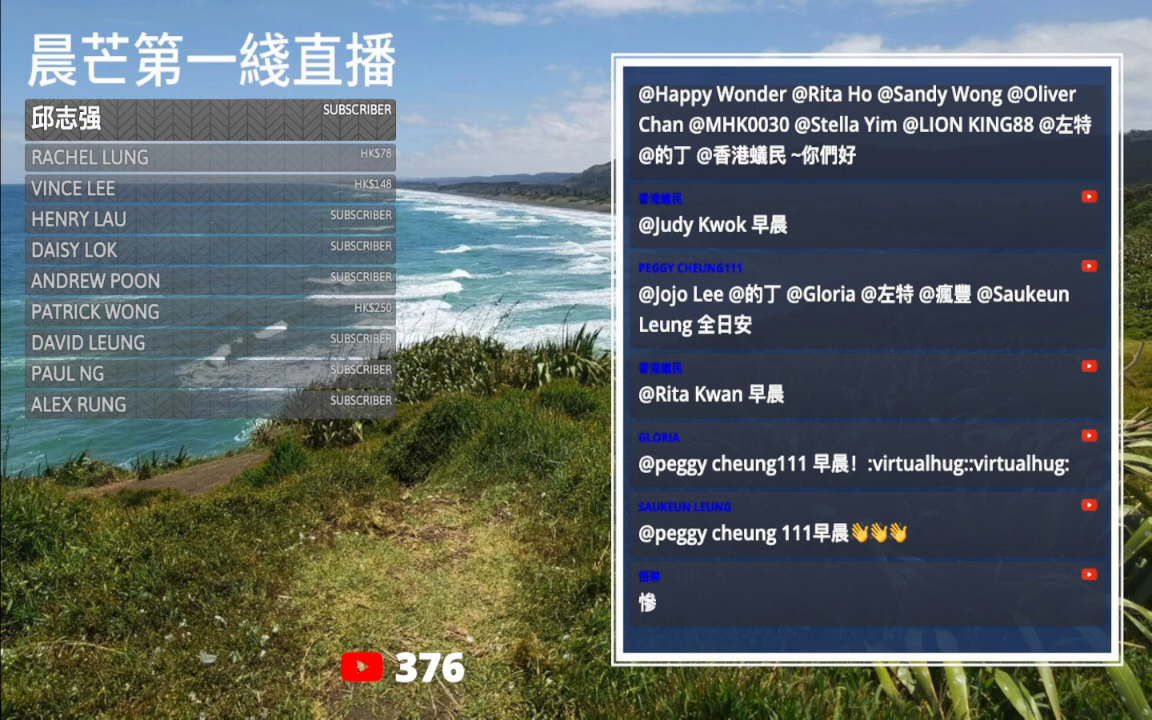 晨芒第一綫直播
邱志强 SUBSCRIBER
RACHEL LUNG HK$78
VINCE LEE HK$148
HENRY LAU SUBSCRIBER
DAISY LOK SUBSCRIBER
ANDREW POON SUBSCRIBER
PATRICK WONG HK$250
DAVID LEUNG SUBSCRIBER
PAUL NG SUBSCRIBER
ALEX RUNG SUBSCRIBER
@Happy Wonder @Rita Ho @Sandy Wong @Oliver
Chan @MHK0030 @Stella Yim @LION KING88 @左特
@的丁 @香港蟻民 ~你們好
香港蟻民
@Judy Kwok 早晨
PEGGY CHEUNG111
@Jojo Lee @的丁 @Gloria @左特 @瘋豐 @Saukeun
Leung 全日安
香港蟻民
@Rita Kwan 早晨
GLORIA
@peggy cheung111 早晨！:virtualhug::virtualhug:
SAUKEUN LEUNG
@peggy cheung 111早晨👋👋👋
慘
376